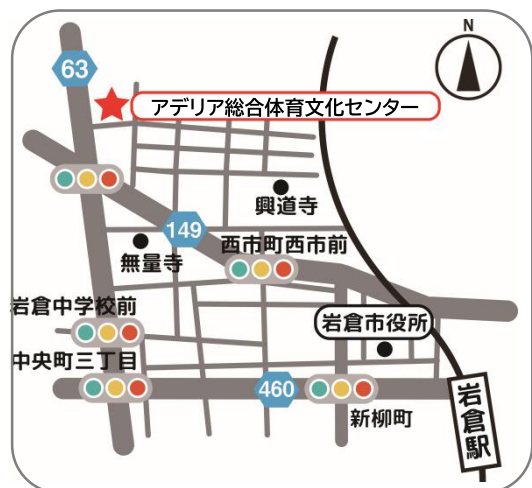 N
63
アデリア総合体育文化センター
興道寺
149
西市町西市前
無量寺
岩倉中学校前
岩倉市役所
中央町三丁目
460
新柳町
岩倉駅